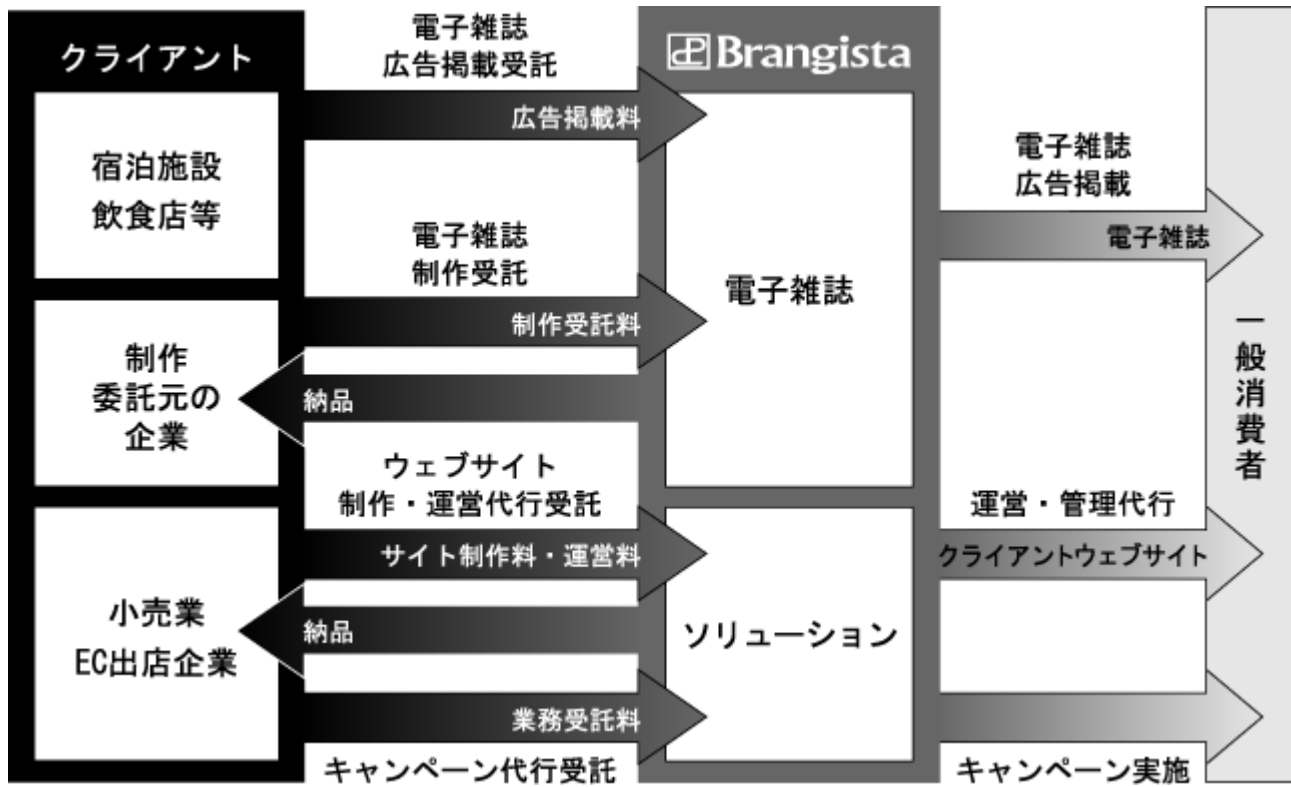 クライアント
宿泊施設
飲食店等
制作
委託元の
企業
小売業
EC出店企業
電子雑誌
広告掲載受託
広告掲載料
電子雑誌
制作受託
制作受託料
納品
ウェブサイト
制作・運営代行受託
サイト制作料・運営料
納品
業務受託料
キャンペーン代行受託
Brangista
電子雑誌
ソリューション
電子雑誌
広告掲載
電子雑誌
運営・管理代行
クライアントウェブサイト
キャンペーン実施
一般消費者